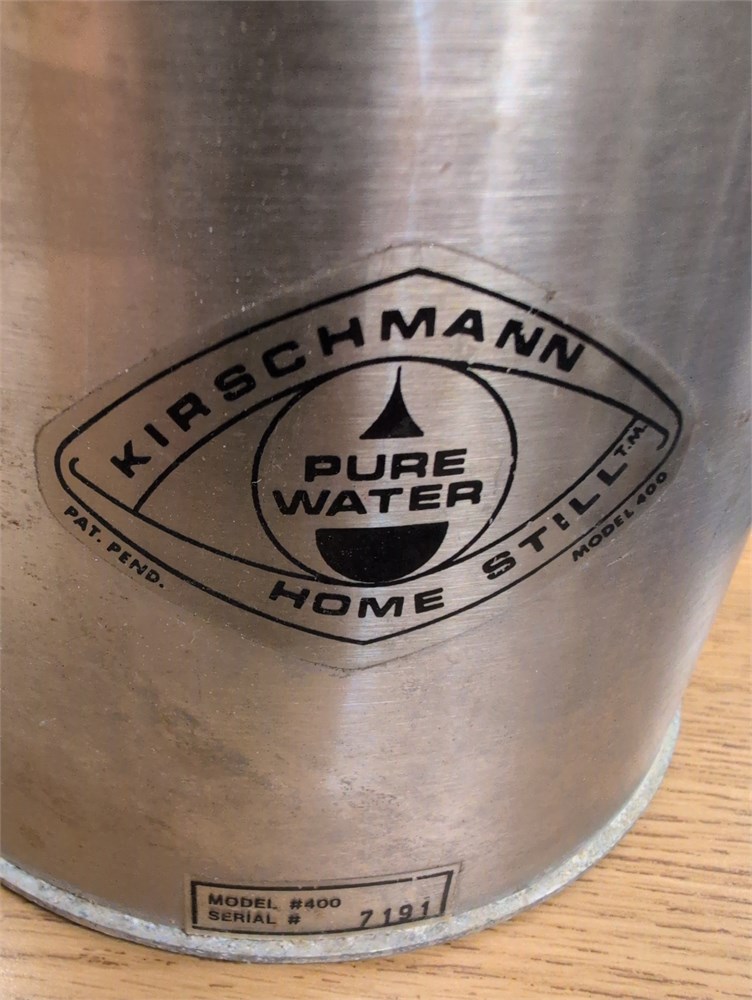 KIRSCHMANN
PURE
WATER
HOME STILL T.M.
PAT. PEND.
MODEL 400
MODEL #400
SERIAL # 7191